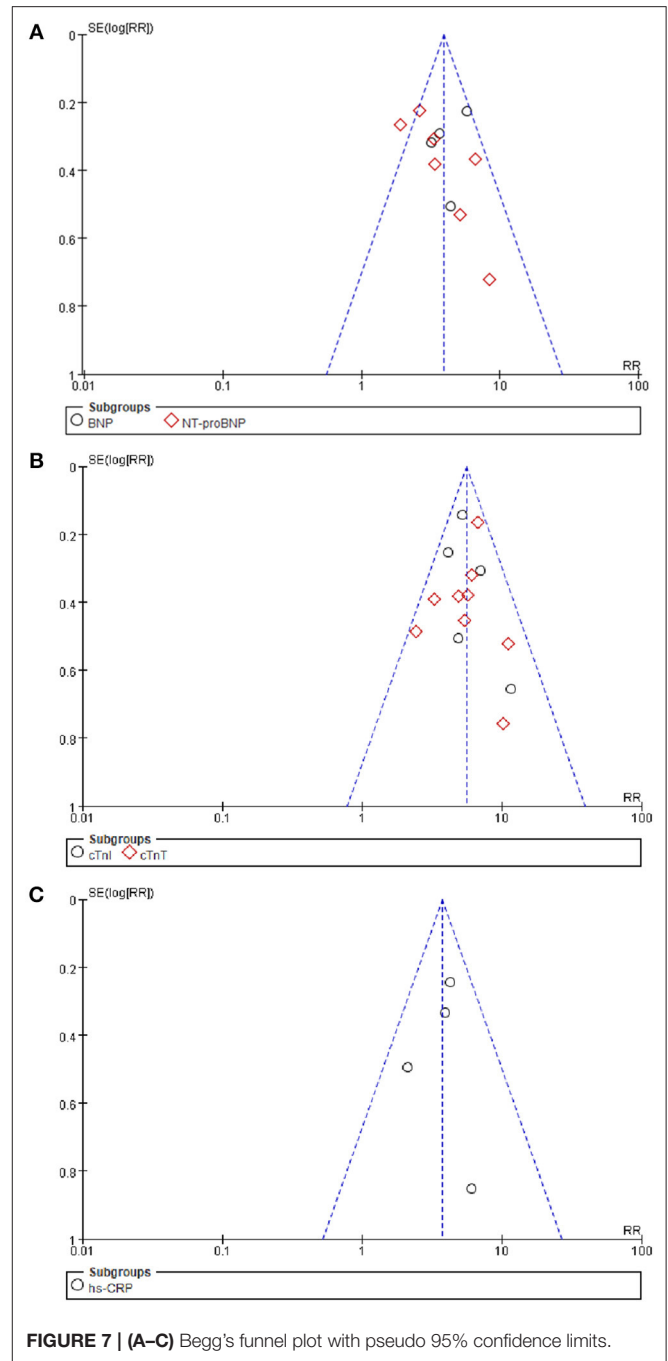 A
SE(log[RR])
0
0.2
0.4
0.6
0.8
1
0.01 0.1 1 10 100
RR
Subgroups
BNP NT-proBNP
B
SE(log[RR])
0
0.2
0.4
0.6
0.8
1
0.01 0.1 1 10 100
RR
Subgroups
cTnI cTnT
C
SE(log[RR])
0
0.2
0.4
0.6
0.8
1
0.01 0.1 1 10 100
RR
Subgroups
hs-CRP
FIGURE 7 | (A–C) Begg's funnel plot with pseudo 95% confidence limits.